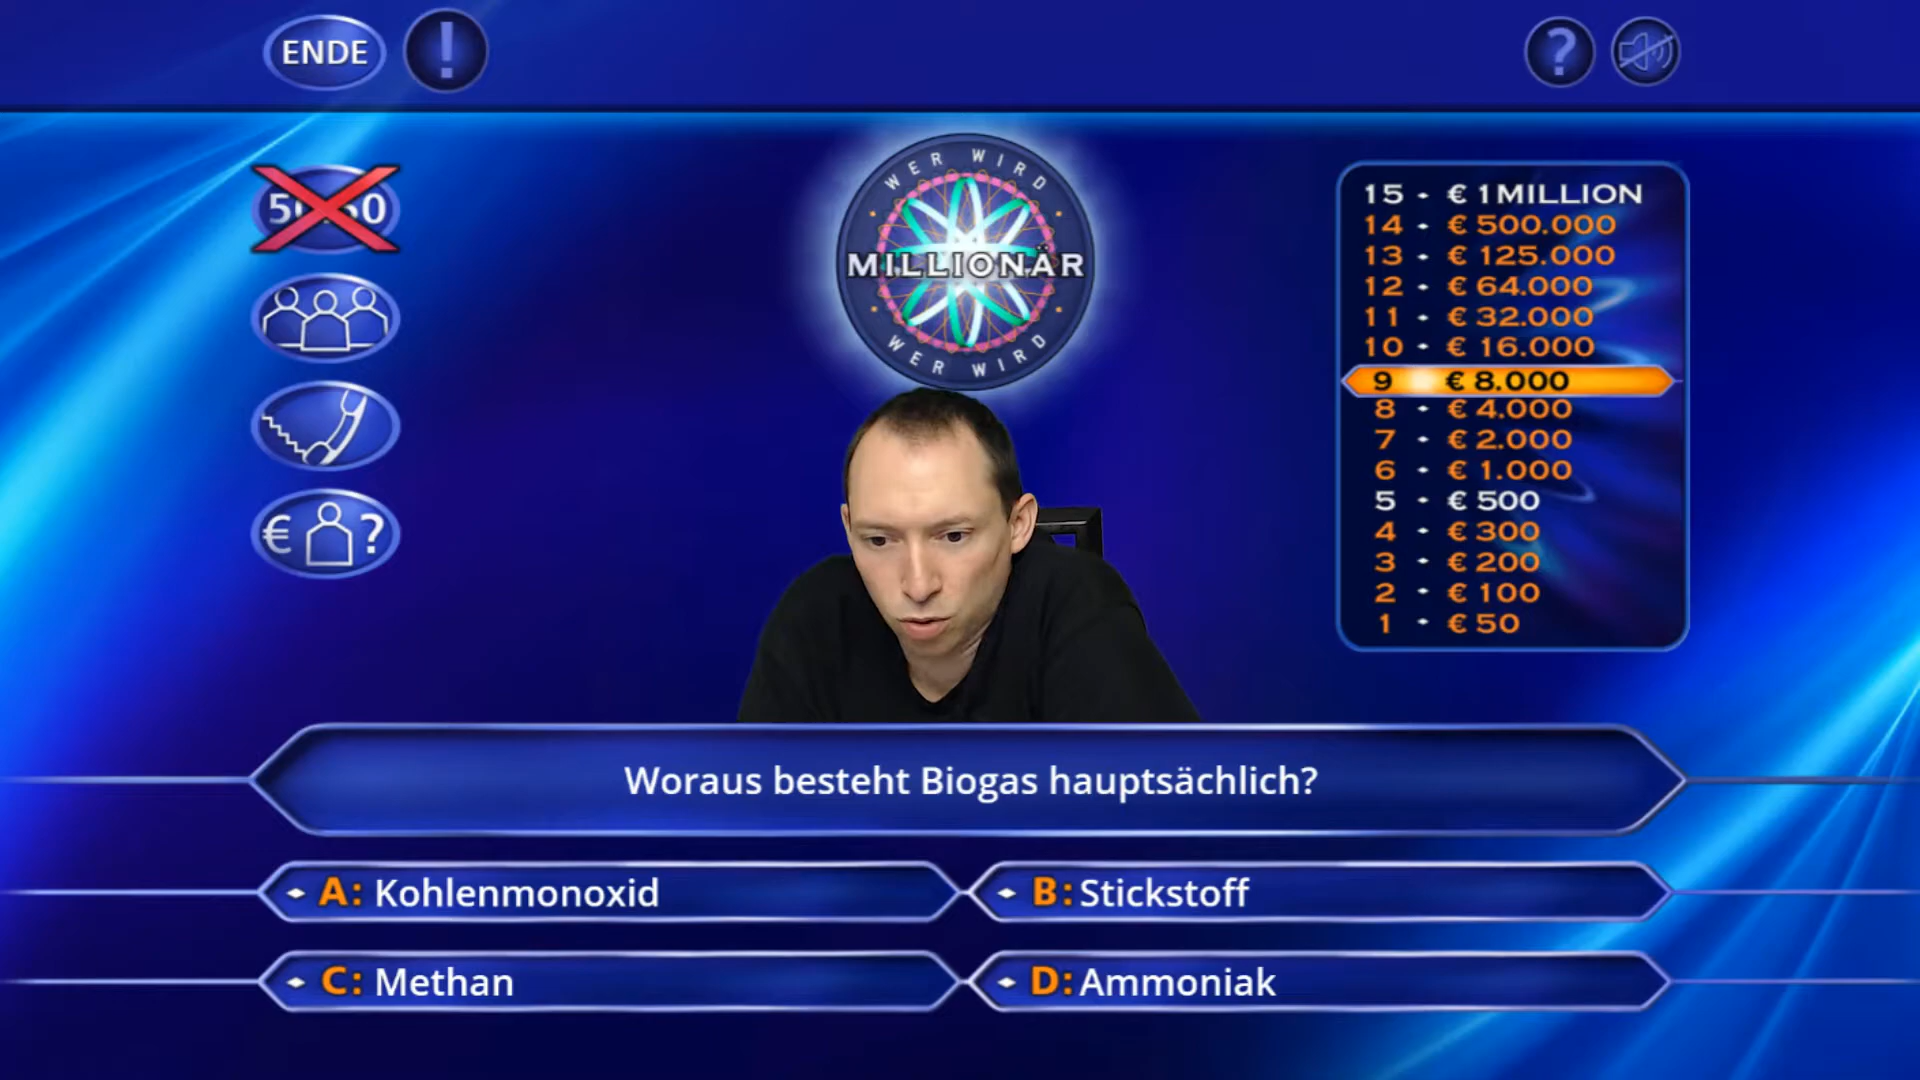 ENDE
!
?
WER WIRD
MILLIONÄR
WER WIRD
€ ?
15 · € 1 MILLION
14 · € 500.000
13 · € 125.000
12 · € 64.000
11 · € 32.000
10 · € 16.000
9 € 8.000
8 · € 4.000
7 · € 2.000
6 · € 1.000
5 · € 500
4 · € 300
3 · € 200
2 · € 100
1 · € 50
Woraus besteht Biogas hauptsächlich?
A: Kohlenmonoxid
B: Stickstoff
C: Methan
D: Ammoniak